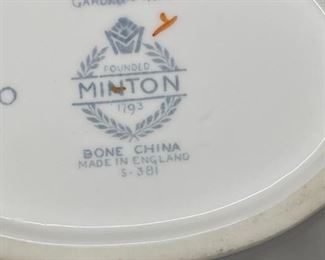 O
FOUNDED
MINTON
1793
BONE CHINA
MADE IN ENGLAND
S-381